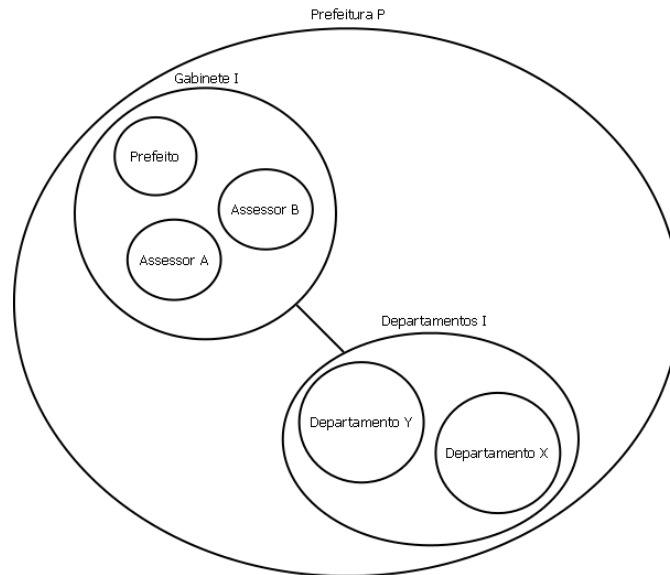 Prefeitura P
Gabinete I
Prefeito
Assessor B
Assessor A
Departamentos I
Departamento Y
Departamento X